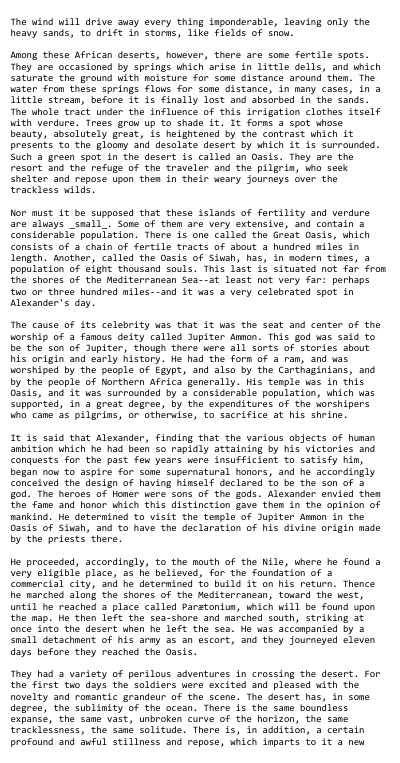 The wind will drive away every thing imponderable, leaving only the
heavy sands, to drift in storms, like fields of snow.
Among these African deserts, however, there are some fertile spots.
They are occasioned by springs which arise in little dells, and which
saturate the ground with moisture for some distance around them. The
water from these springs flows for some distance, in many cases, in a
little stream, before it is finally lost and absorbed in the sands.
The whole tract under the influence of this irrigation clothes itself
with verdure. Trees grow up to shade it. It forms a spot whose
beauty, absolutely great, is heightened by the contrast which it
presents to the gloomy and desolate desert by which it is surrounded.
Such a green spot in the desert is called an Oasis. They are the
resort and the refuge of the traveler and the pilgrim, who seek
shelter and repose upon them in their weary journeys over the
trackless wilds.
Nor must it be supposed that these islands of fertility and verdure
are always _small_. Some of them are very extensive, and contain a
considerable population. There is one called the Great Oasis, which
consists of a chain of fertile tracts of about a hundred miles in
length. Another, called the Oasis of Siwah, has, in modern times, a
population of eight thousand souls. This last is situated not far from
the shores of the Mediterranean Sea--at least not very far: perhaps
two or three hundred miles--and it was a very celebrated spot in
Alexander's day.
The cause of its celebrity was that it was the seat and center of the
worship of a famous deity called Jupiter Ammon. This god was said to
be the son of Jupiter, though there were all sorts of stories about
his origin and early history. He had the form of a ram, and was
worshiped by the people of Egypt, and also by the Carthaginians, and
by the people of Northern Africa generally. His temple was in this
Oasis, and it was surrounded by a considerable population, which was
supported, in a great degree, by the expenditures of the worshipers
who came as pilgrims, or otherwise, to sacrifice at his shrine.
It is said that Alexander, finding that the various objects of human
ambition which he had been so rapidly attaining by his victories and
conquests for the past few years were insufficient to satisfy him,
began now to aspire for some supernatural honors, and he accordingly
conceived the design of having himself declared to be the son of a
god. The heroes of Homer were sons of the gods. Alexander envied them
the fame and honor which this distinction gave them in the opinion of
mankind. He determined to visit the temple of Jupiter Ammon in the
Oasis of Siwah, and to have the declaration of his divine origin made
by the priests there.
He proceeded, accordingly, to the mouth of the Nile, where he found a
very eligible place, as he believed, for the foundation of a
commercial city, and he determined to build it on his return. Thence
he marched along the shores of the Mediterranean, toward the west,
until he reached a place called Parætonium, which will be found upon
the map. He then left the sea-shore and marched south, striking at
once into the desert when he left the sea. He was accompanied by a
small detachment of his army as an escort, and they journeyed eleven
days before they reached the Oasis.
They had a variety of perilous adventures in crossing the desert. For
the first two days the soldiers were excited and pleased with the
novelty and romantic grandeur of the scene. The desert has, in some
degree, the sublimity of the ocean. There is the same boundless
expanse, the same vast, unbroken curve of the horizon, the same
tracklessness, the same solitude. There is, in addition, a certain
profound and awful stillness and repose, which imparts to it a new